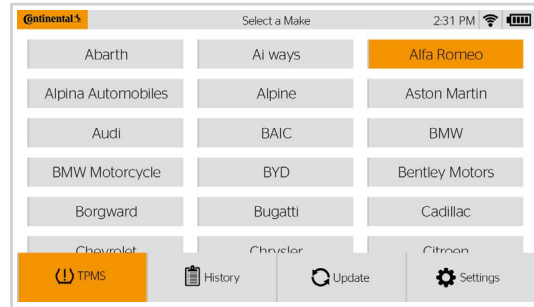 Continental
Select a Make
2:31 PM
Abarth
Ai ways
Alfa Romeo
Alpina Automobiles
Alpine
Aston Martin
Audi
BAIC
BMW
BMW Motorcycle
BYD
Bentley Motors
Borgward
Bugatti
Cadillac
Chevrolet
Chrysler
Citroen
TPMS
History
Update
Settings